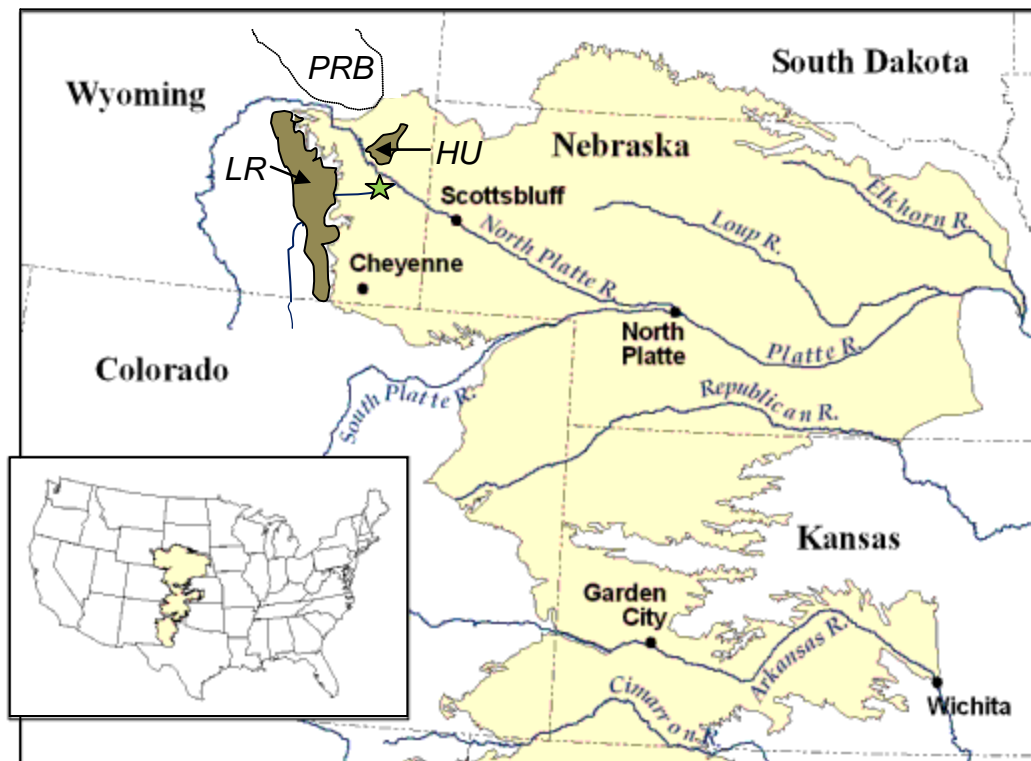 PRB
South Dakota
Wyoming
Nebraska
HU
LR
Scottsbluff
Elkhorn R.
Loup R.
North Platte R.
Cheyenne
North
Platte
Platte R.
Colorado
South Platte R.
Republican R.
Kansas
Garden
City
Arkansas R.
Cimarron R.
Wichita